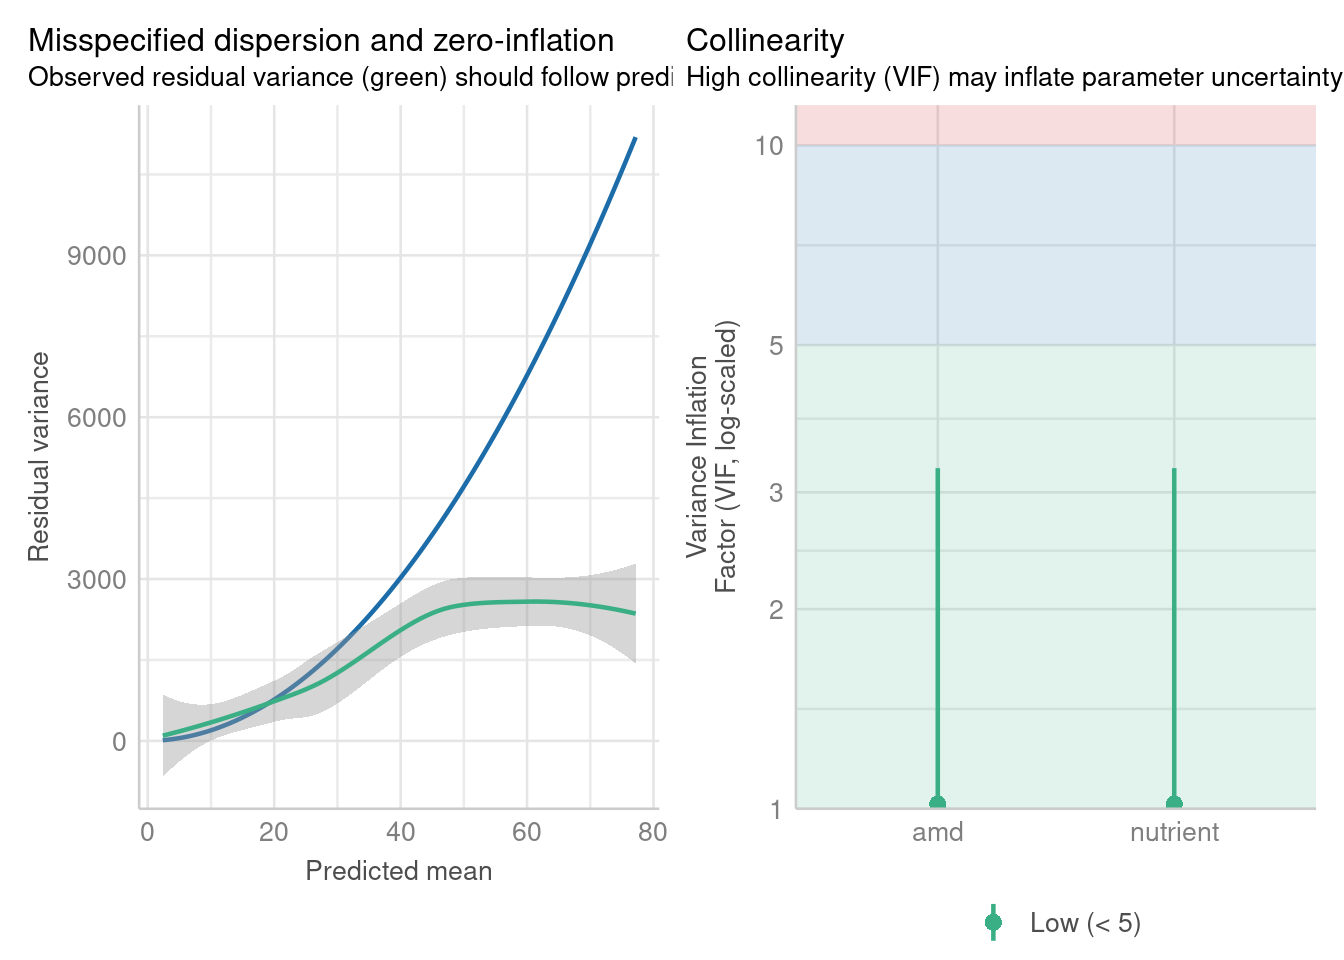 Misspecified dispersion and zero-inflation
Observed residual variance (green) should follow predi
Residual variance
9000
6000
3000
0
0 20 40 60 80
Predicted mean
Collinearity
High collinearity (VIF) may inflate parameter uncertainty
Variance Inflation
Factor (VIF, log-scaled)
10
5
3
2
1
amd nutrient
Low (< 5)